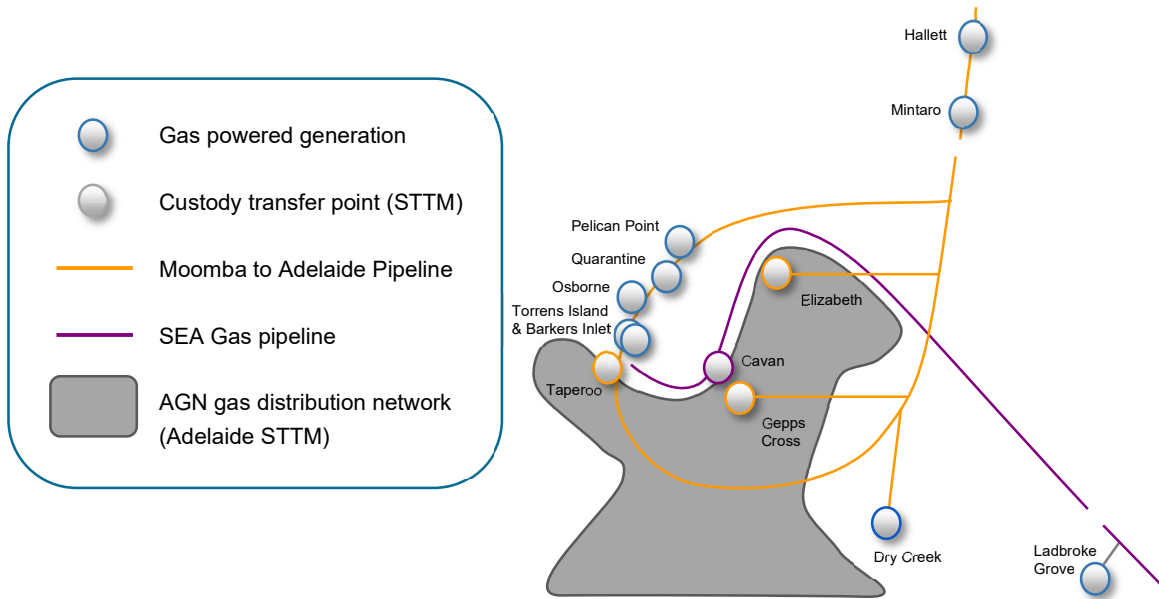 Gas powered generation
Custody transfer point (STTM)
Moomba to Adelaide Pipeline
SEA Gas pipeline
AGN gas distribution network
(Adelaide STTM)
Hallett
Mintaro
Pelican Point
Quarantine
Osborne
Torrens Island
& Barkers Inlet
Elizabeth
Cavan
Taperoo
Gepps
Cross
Dry Creek
Ladbroke
Grove